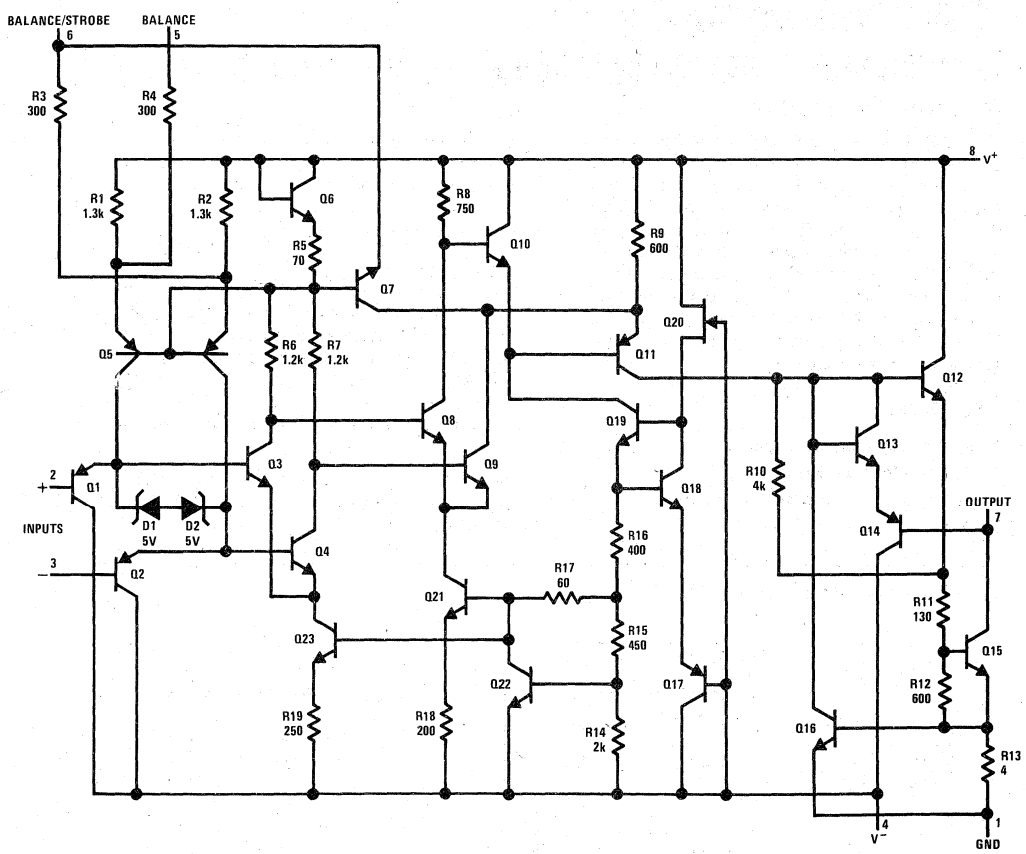 BALANCE/STROBE
6
BALANCE
5
R3
300
R4
300
8
V+
R1
1.3k
R2
1.3k
Q6
R8
750
Q10
R9
600
R5
70
Q7
Q20
Q5
R6
1.2k
R7
1.2k
Q11
Q12
Q8
Q19
Q13
Q3
Q9
2
+
Q1
R10
4k
Q18
INPUTS
D1
5V
D2
5V
OUTPUT
7
Q14
Q4
R16
400
3
−
Q2
R17
60
Q21
R11
130
Q23
R15
450
Q15
Q22
Q17
R12
600
R19
250
R18
200
R14
2k
Q16
R13
4
4
V−
1
GND